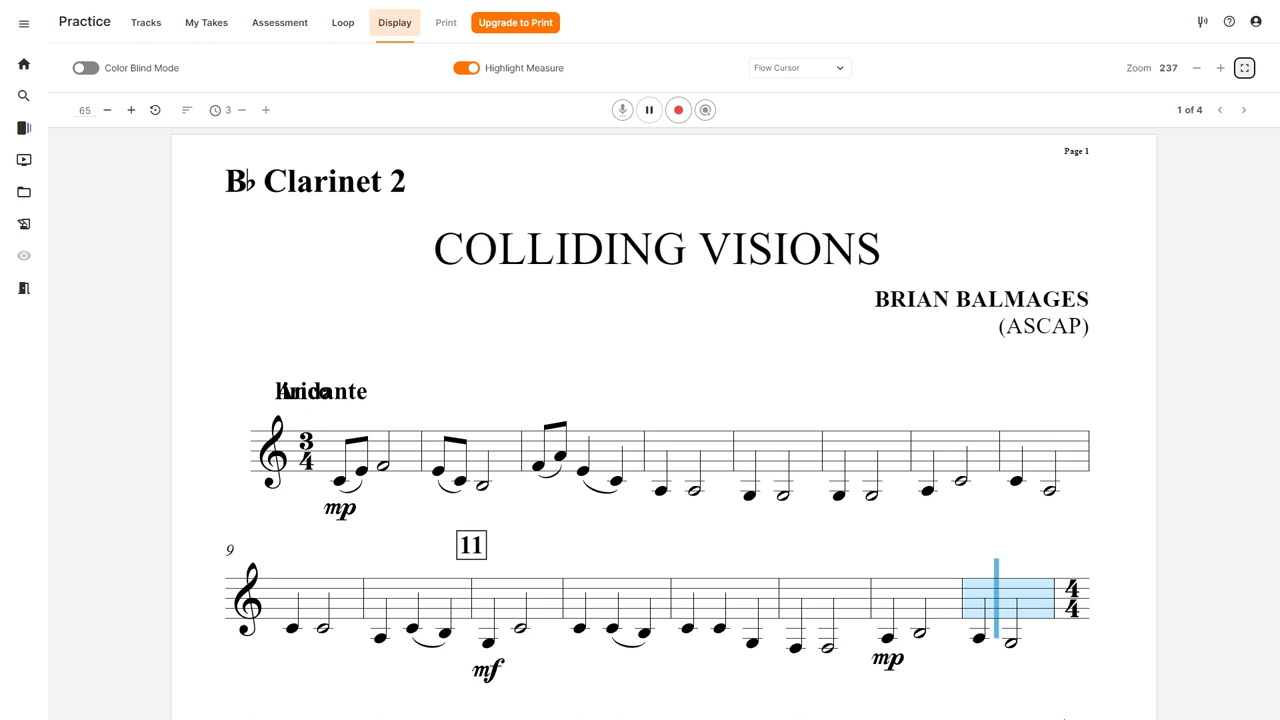 Practice Tracks My Takes Assessment Loop Display Print Upgrade to Print
Color Blind Mode Highlight Measure Flow Cursor Zoom 237
65 3 1 of 4
Page 1
B♭ Clarinet 2
COLLIDING VISIONS
BRIAN BALMAGES
(ASCAP)
Andante
3
4
mp
9
11
4
4
mf
mp